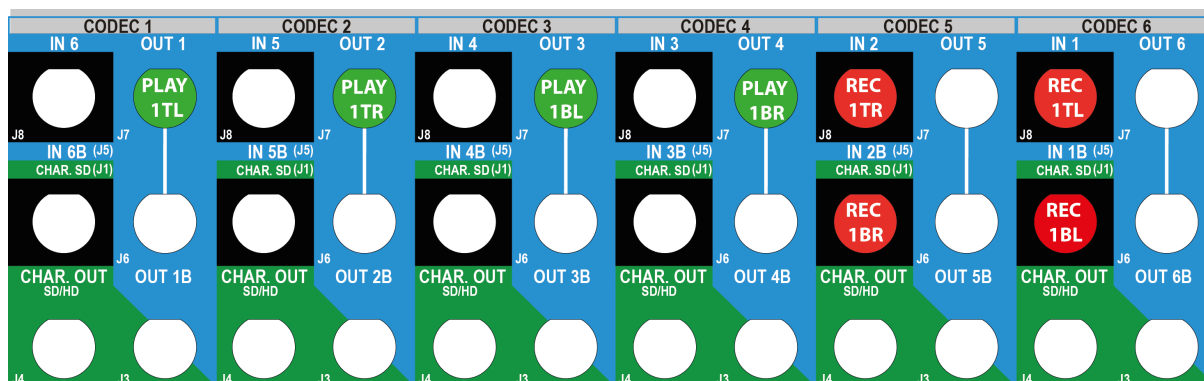 CODEC 1 CODEC 2 CODEC 3 CODEC 4 CODEC 5 CODEC 6
IN 6 OUT 1 IN 5 OUT 2 IN 4 OUT 3 IN 3 OUT 4 IN 2 OUT 5 IN 1 OUT 6
PLAY PLAY PLAY PLAY REC REC
1TL 1TR 1BL 1BR 1TR 1TL
J8 J7 J8 J7 J8 J7 J8 J7 J8 J7 J8 J7
IN 6B (J5) IN 5B (J5) IN 4B (J5) IN 3B (J5) IN 2B (J5) IN 1B (J5)
CHAR. SD (J1) CHAR. SD (J1) CHAR. SD (J1) CHAR. SD (J1) CHAR. SD (J1) CHAR. SD (J1)
REC REC
1BR 1BL
J6 J6 J6 J6 J6 J6
CHAR. OUT OUT 1B CHAR. OUT OUT 2B CHAR. OUT OUT 3B CHAR. OUT OUT 4B CHAR. OUT OUT 5B CHAR. OUT OUT 6B
SD/HD SD/HD SD/HD SD/HD SD/HD SD/HD
J4 J3 J4 J3 J4 J3 J4 J3 J4 J3 J4 J3